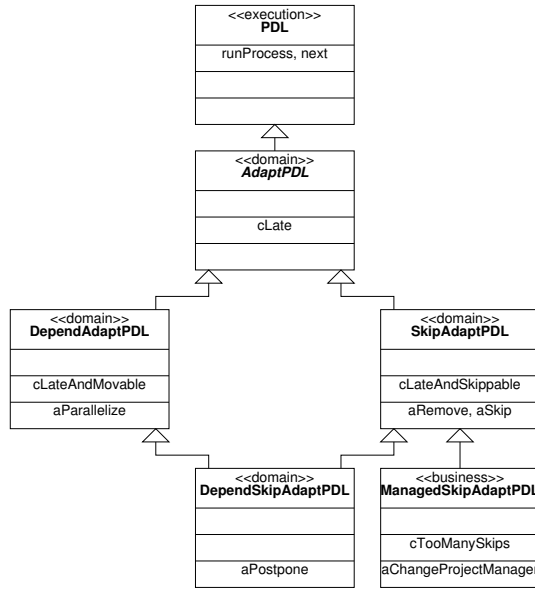 <<execution>>
PDL
runProcess, next
<<domain>>
AdaptPDL
cLate
<<domain>>
DependAdaptPDL
cLateAndMovable
aParallelize
<<domain>>
SkipAdaptPDL
cLateAndSkippable
aRemove, aSkip
<<domain>>
DependSkipAdaptPDL
aPostpone
<<business>>
ManagedSkipAdaptPDL
cTooManySkips
aChangeProjectManager